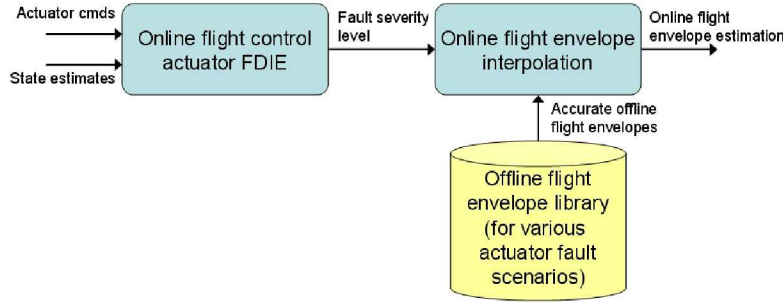 Actuator cmds
State estimates
Online flight control
actuator FDIE
Fault severity
level
Online flight envelope
interpolation
Online flight
envelope estimation
Accurate offline
flight envelopes
Offline flight
envelope library
(for various
actuator fault
scenarios)